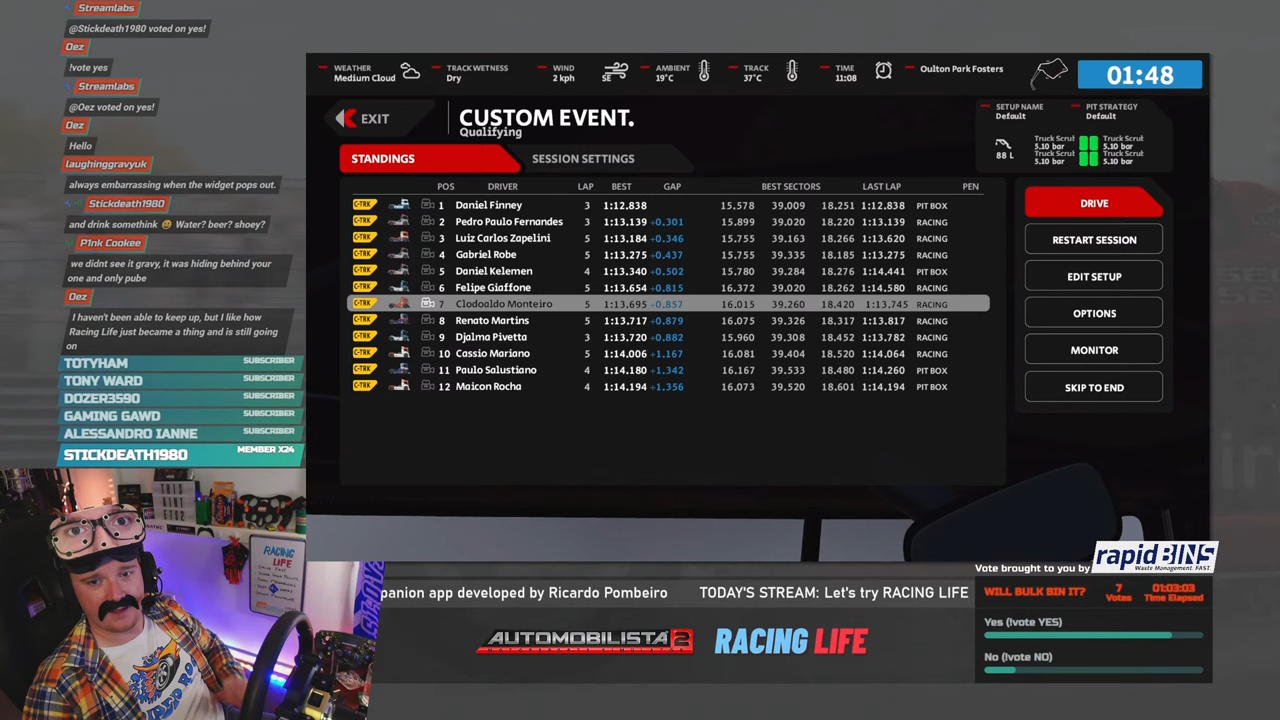 Streamlabs
@Stickdeath1980 voted on yes!
Oez
!vote yes
Streamlabs
@Oez voted on yes!
Oez
Hello
laughinggravyuk
always embarrassing when the widget pops out.
Stickdeath1980
and drink somethink 😀 Water? beer? shoey?
P1nk Cookee
we didnt see it gravy, it was hiding behind your
one and only pube
Oez
I haven't been able to keep up, but I like how
Racing Life just became a thing and is still going
on
TOTYHAM SUBSCRIBER
TONY WARD SUBSCRIBER
DOZER3590 SUBSCRIBER
GAMING GAWD SUBSCRIBER
ALESSANDRO IANNE SUBSCRIBER
STICKDEATH1980 MEMBER X24
WEATHER
Medium Cloud
TRACK WETNESS
Dry
WIND
2 kph
SE
AMBIENT
19°C
TRACK
37°C
TIME
11:08
Oulton Park Fosters
01:48
EXIT
CUSTOM EVENT.
Qualifying
SETUP NAME
Default
PIT STRATEGY
Default
88 L
Truck Scrut
5.10 bar
Truck Scrut
5.10 bar
Truck Scrut
5.10 bar
Truck Scrut
5.10 bar
STANDINGS
SESSION SETTINGS
POS DRIVER LAP BEST GAP BEST SECTORS LAST LAP PEN
C-TRK 1 Daniel Finney 3 1:12.838 15.578 39.009 18.251 1:12.838 PIT BOX
C-TRK 2 Pedro Paulo Fernandes 3 1:13.139 +0.301 15.899 39.020 18.220 1:13.139 RACING
C-TRK 3 Luiz Carlos Zapelini 5 1:13.184 +0.346 15.755 39.163 18.266 1:13.620 RACING
C-TRK 4 Gabriel Robe 5 1:13.275 +0.437 15.755 39.335 18.185 1:13.275 RACING
C-TRK 5 Daniel Kelemen 4 1:13.340 +0.502 15.780 39.284 18.276 1:14.441 PIT BOX
C-TRK 6 Felipe Giaffone 5 1:13.654 +0.815 16.372 39.020 18.262 1:14.580 RACING
C-TRK 7 Clodoaldo Monteiro 5 1:13.695 +0.857 16.015 39.260 18.420 1:13.745 RACING
C-TRK 8 Renato Martins 5 1:13.717 +0.879 16.075 39.326 18.317 1:13.817 RACING
C-TRK 9 Djalma Pivetta 3 1:13.720 +0.882 15.960 39.308 18.452 1:13.782 RACING
C-TRK 10 Cassio Mariano 5 1:14.006 +1.167 16.081 39.404 18.520 1:14.064 RACING
C-TRK 11 Paulo Salustiano 4 1:14.180 +1.342 16.167 39.533 18.480 1:14.260 RACING
C-TRK 12 Maicon Rocha 4 1:14.194 +1.356 16.073 39.520 18.601 1:14.194 PIT BOX
DRIVE
RESTART SESSION
EDIT SETUP
OPTIONS
MONITOR
SKIP TO END
RACING
LIFE
Vote brought to you by
rapidBINS
Waste Management. FAST.
panion app developed by Ricardo Pombeiro
TODAY'S STREAM: Let's try RACING LIFE
AUTOMOBILISTA 2
RACING LIFE
WILL BULK BIN IT?
7
Votes
01:03:03
Time Elapsed
Yes (!vote YES)
No (!vote NO)